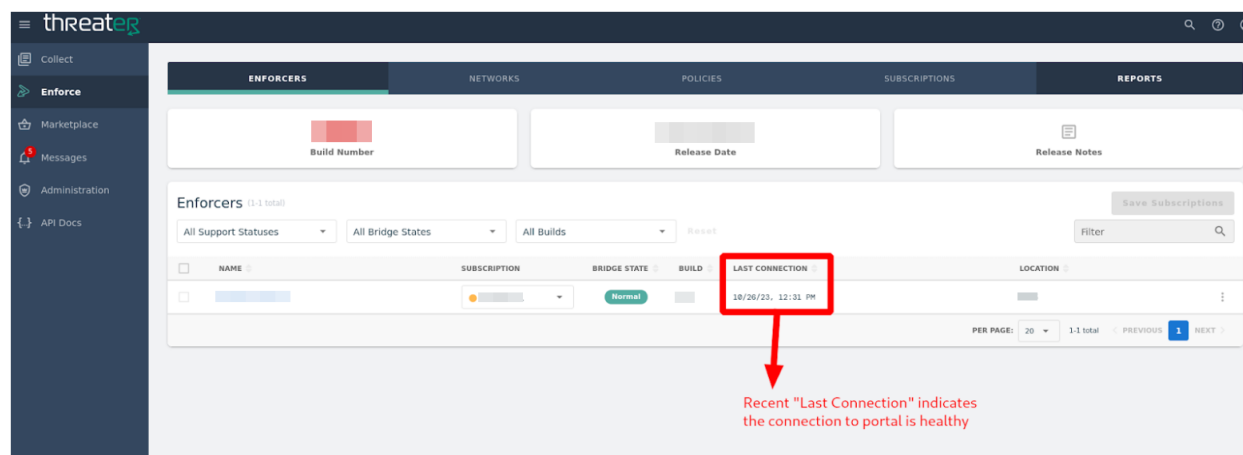 threater
Collect
Enforce
Marketplace
5
Messages
Administration
{..} API Docs
ENFORCERS NETWORKS POLICIES SUBSCRIPTIONS REPORTS
Build Number Release Date Release Notes
Enforcers (1-1 total) Save Subscriptions
All Support Statuses All Bridge States All Builds Reset Filter
NAME SUBSCRIPTION BRIDGE STATE BUILD LAST CONNECTION LOCATION
Normal 10/26/23, 12:31 PM
PER PAGE: 20 1-1 total < PREVIOUS 1 NEXT >
Recent "Last Connection" indicates
the connection to portal is healthy